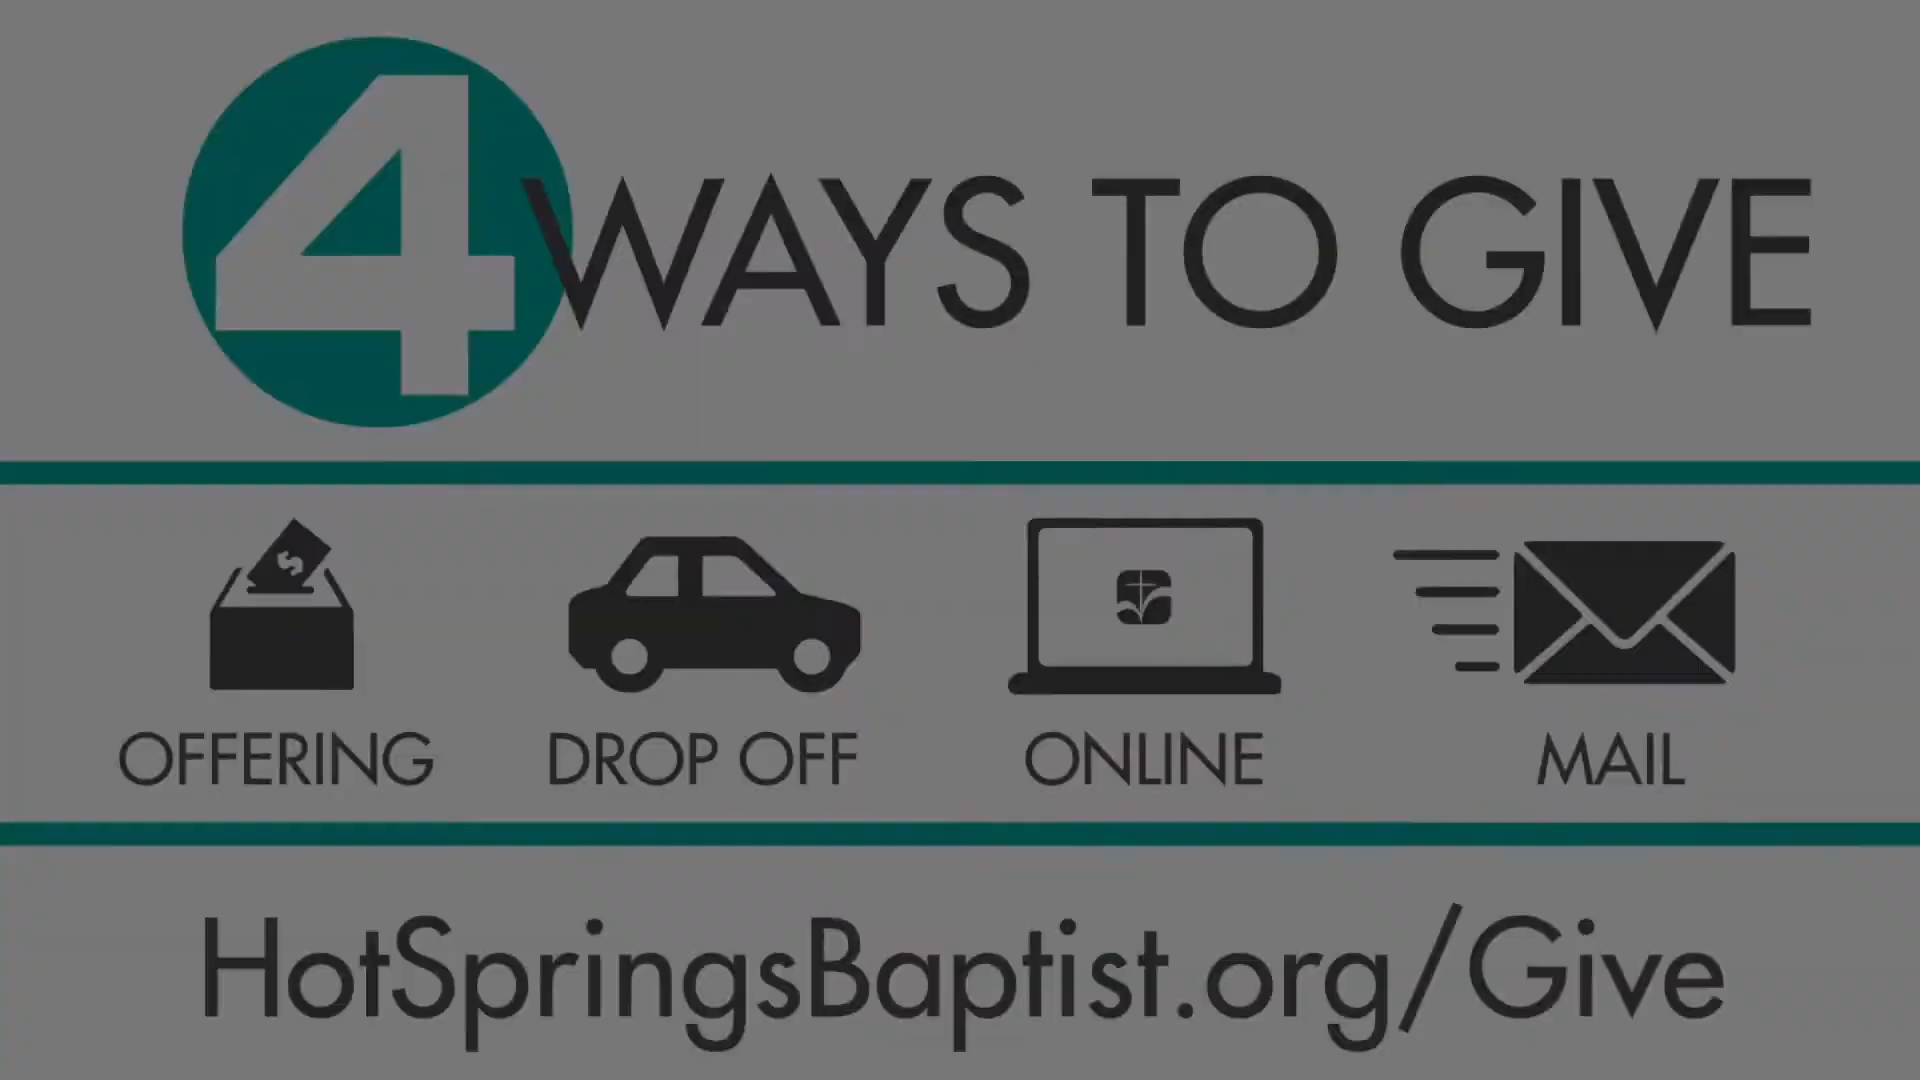 4 WAYS TO GIVE
$
OFFERING DROP OFF ONLINE MAIL
HotSpringsBaptist.org/Give